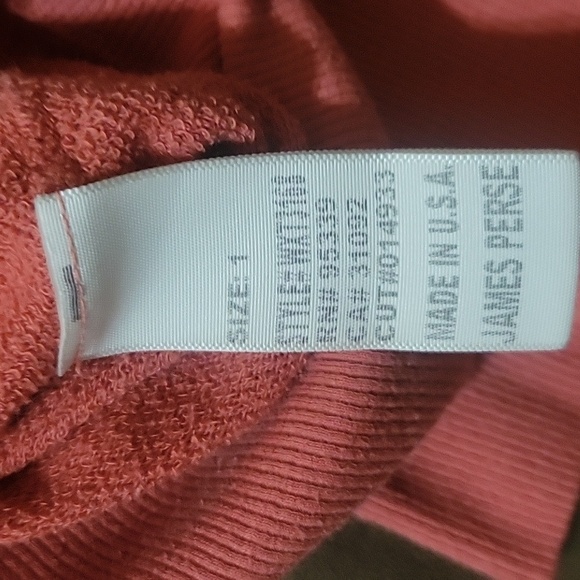 SIZE:1
STYLE#
RN# 95339
CA# 31092
CUT#014933
MADE IN U.S.A.
JAMES PERSE